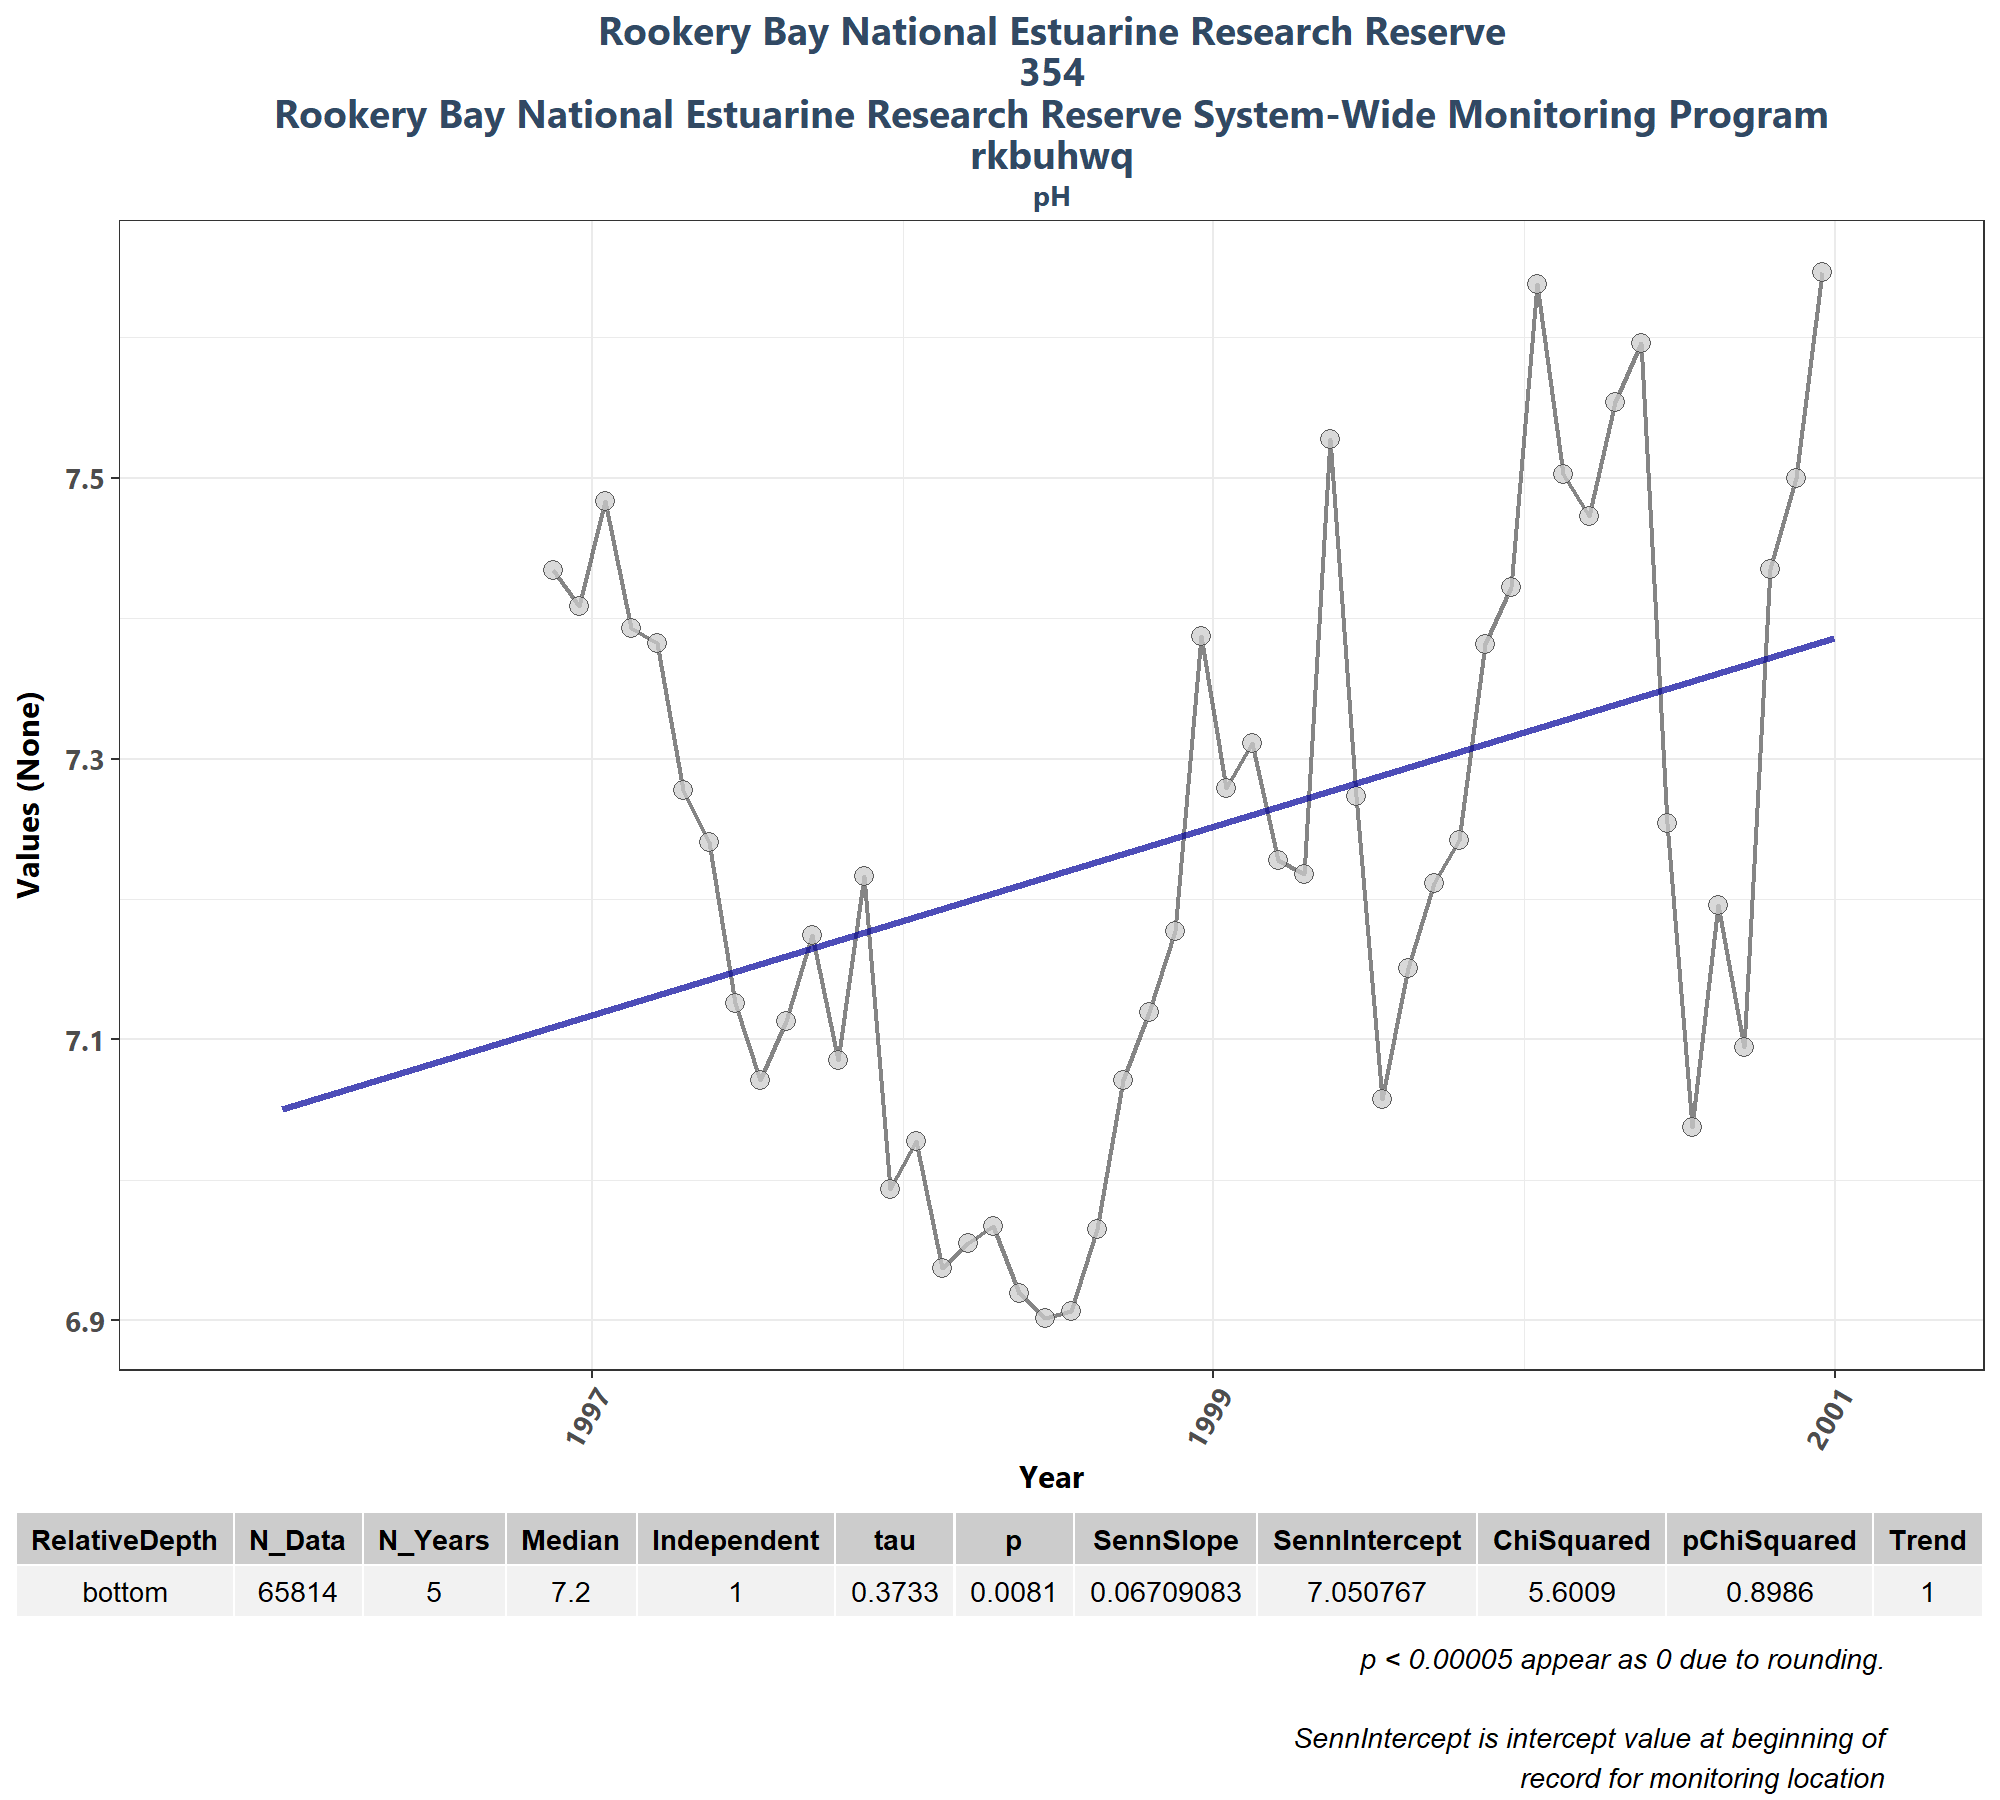 Rookery Bay National Estuarine Research Reserve
354
Rookery Bay National Estuarine Research Reserve System-Wide Monitoring Program
rkbuhwq
pH
Values (None)
7.5
7.3
7.1
6.9
1997 1999 2001
Year
RelativeDepth N_Data N_Years Median Independent tau p SennSlope SennIntercept ChiSquared pChiSquared Trend
bottom 65814 5 7.2 1 0.3733 0.0081 0.06709083 7.050767 5.6009 0.8986 1
p < 0.00005 appear as 0 due to rounding.
SennIntercept is intercept value at beginning of
record for monitoring location